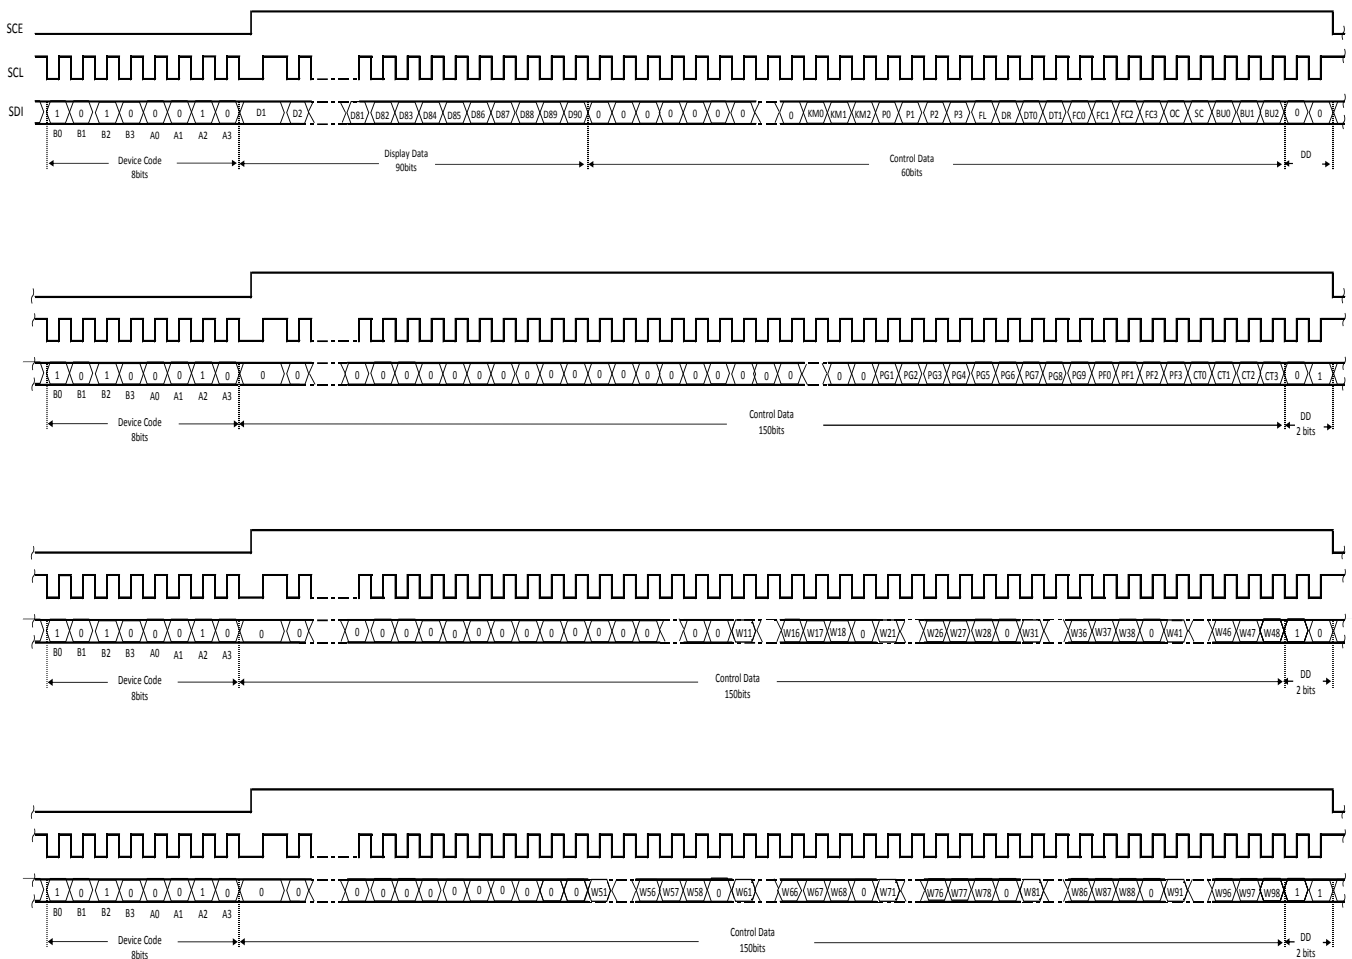 SCE
SCL
SDI 1 0 1 0 0 0 1 0 D1 D2 D81 D82 D83 D84 D85 D86 D87 D88 D89 D90 0 0 0 0 0 0 0 0 KM0 KM1 KM2 P0 P1 P2 P3 FL DR DT0 DT1 FC0 FC1 FC2 FC3 OC SC BU0 BU1 BU2 0 0
B0 B1 B2 B3 A0 A1 A2 A3
Device Code Display Data Control Data DD
8bits 90bits 60bits
1 0 1 0 0 0 1 0 0 0 0 0 0 0 0 0 0 0 0 0 0 0 0 0 0 0 0 0 0 0 0 0 PG1 PG2 PG3 PG4 PG5 PG6 PG7 PG8 PG9 PF0 PF1 PF2 PF3 CT0 CT1 CT2 CT3 0 1
B0 B1 B2 B3 A0 A1 A2 A3
Device Code Control Data DD
8bits 150bits 2 bits
1 0 1 0 0 0 1 0 0 0 0 0 0 0 0 0 0 0 0 0 0 0 0 0 0 0 W11 W16 W17 W18 0 W21 W26 W27 W28 0 W31 W36 W37 W38 0 W41 W46 W47 W48 1 0
B0 B1 B2 B3 A0 A1 A2 A3
Device Code Control Data DD
8bits 150bits 2 bits
1 0 1 0 0 0 1 0 0 0 0 0 0 0 0 0 0 0 0 0 W51 W56 W57 W58 0 W61 W66 W67 W68 0 W71 W76 W77 W78 0 W81 W86 W87 W88 0 W91 W96 W97 W98 1 1
B0 B1 B2 B3 A0 A1 A2 A3
Device Code Control Data DD
8bits 150bits 2 bits